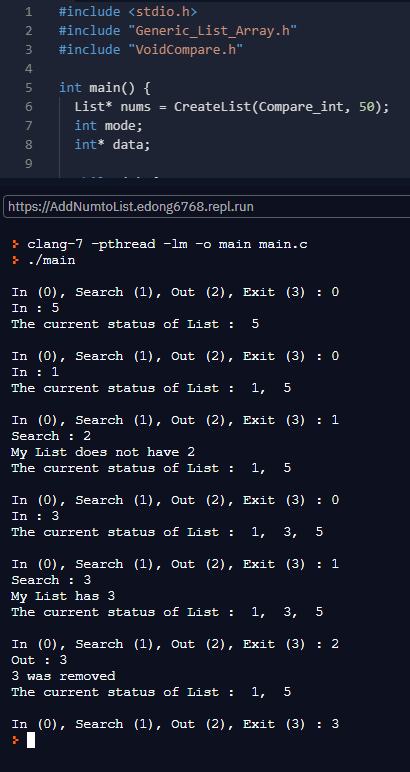 1 #include <stdio.h>
2 #include "Generic_List_Array.h"
3 #include "VoidCompare.h"
4
5 int main() {
6 List* nums = CreateList(Compare_int, 50);
7 int mode;
8 int* data;
9
https://AddNumtoList.edong6768.repl.run
clang-7 -pthread -lm -o main main.c
./main
In (0), Search (1), Out (2), Exit (3) : 0
In : 5
The current status of List : 5
In (0), Search (1), Out (2), Exit (3) : 0
In : 1
The current status of List : 1, 5
In (0), Search (1), Out (2), Exit (3) : 1
Search : 2
My List does not have 2
The current status of List : 1, 5
In (0), Search (1), Out (2), Exit (3) : 0
In : 3
The current status of List : 1, 3, 5
In (0), Search (1), Out (2), Exit (3) : 1
Search : 3
My List has 3
The current status of List : 1, 3, 5
In (0), Search (1), Out (2), Exit (3) : 2
Out : 3
3 was removed
The current status of List : 1, 5
In (0), Search (1), Out (2), Exit (3) : 3